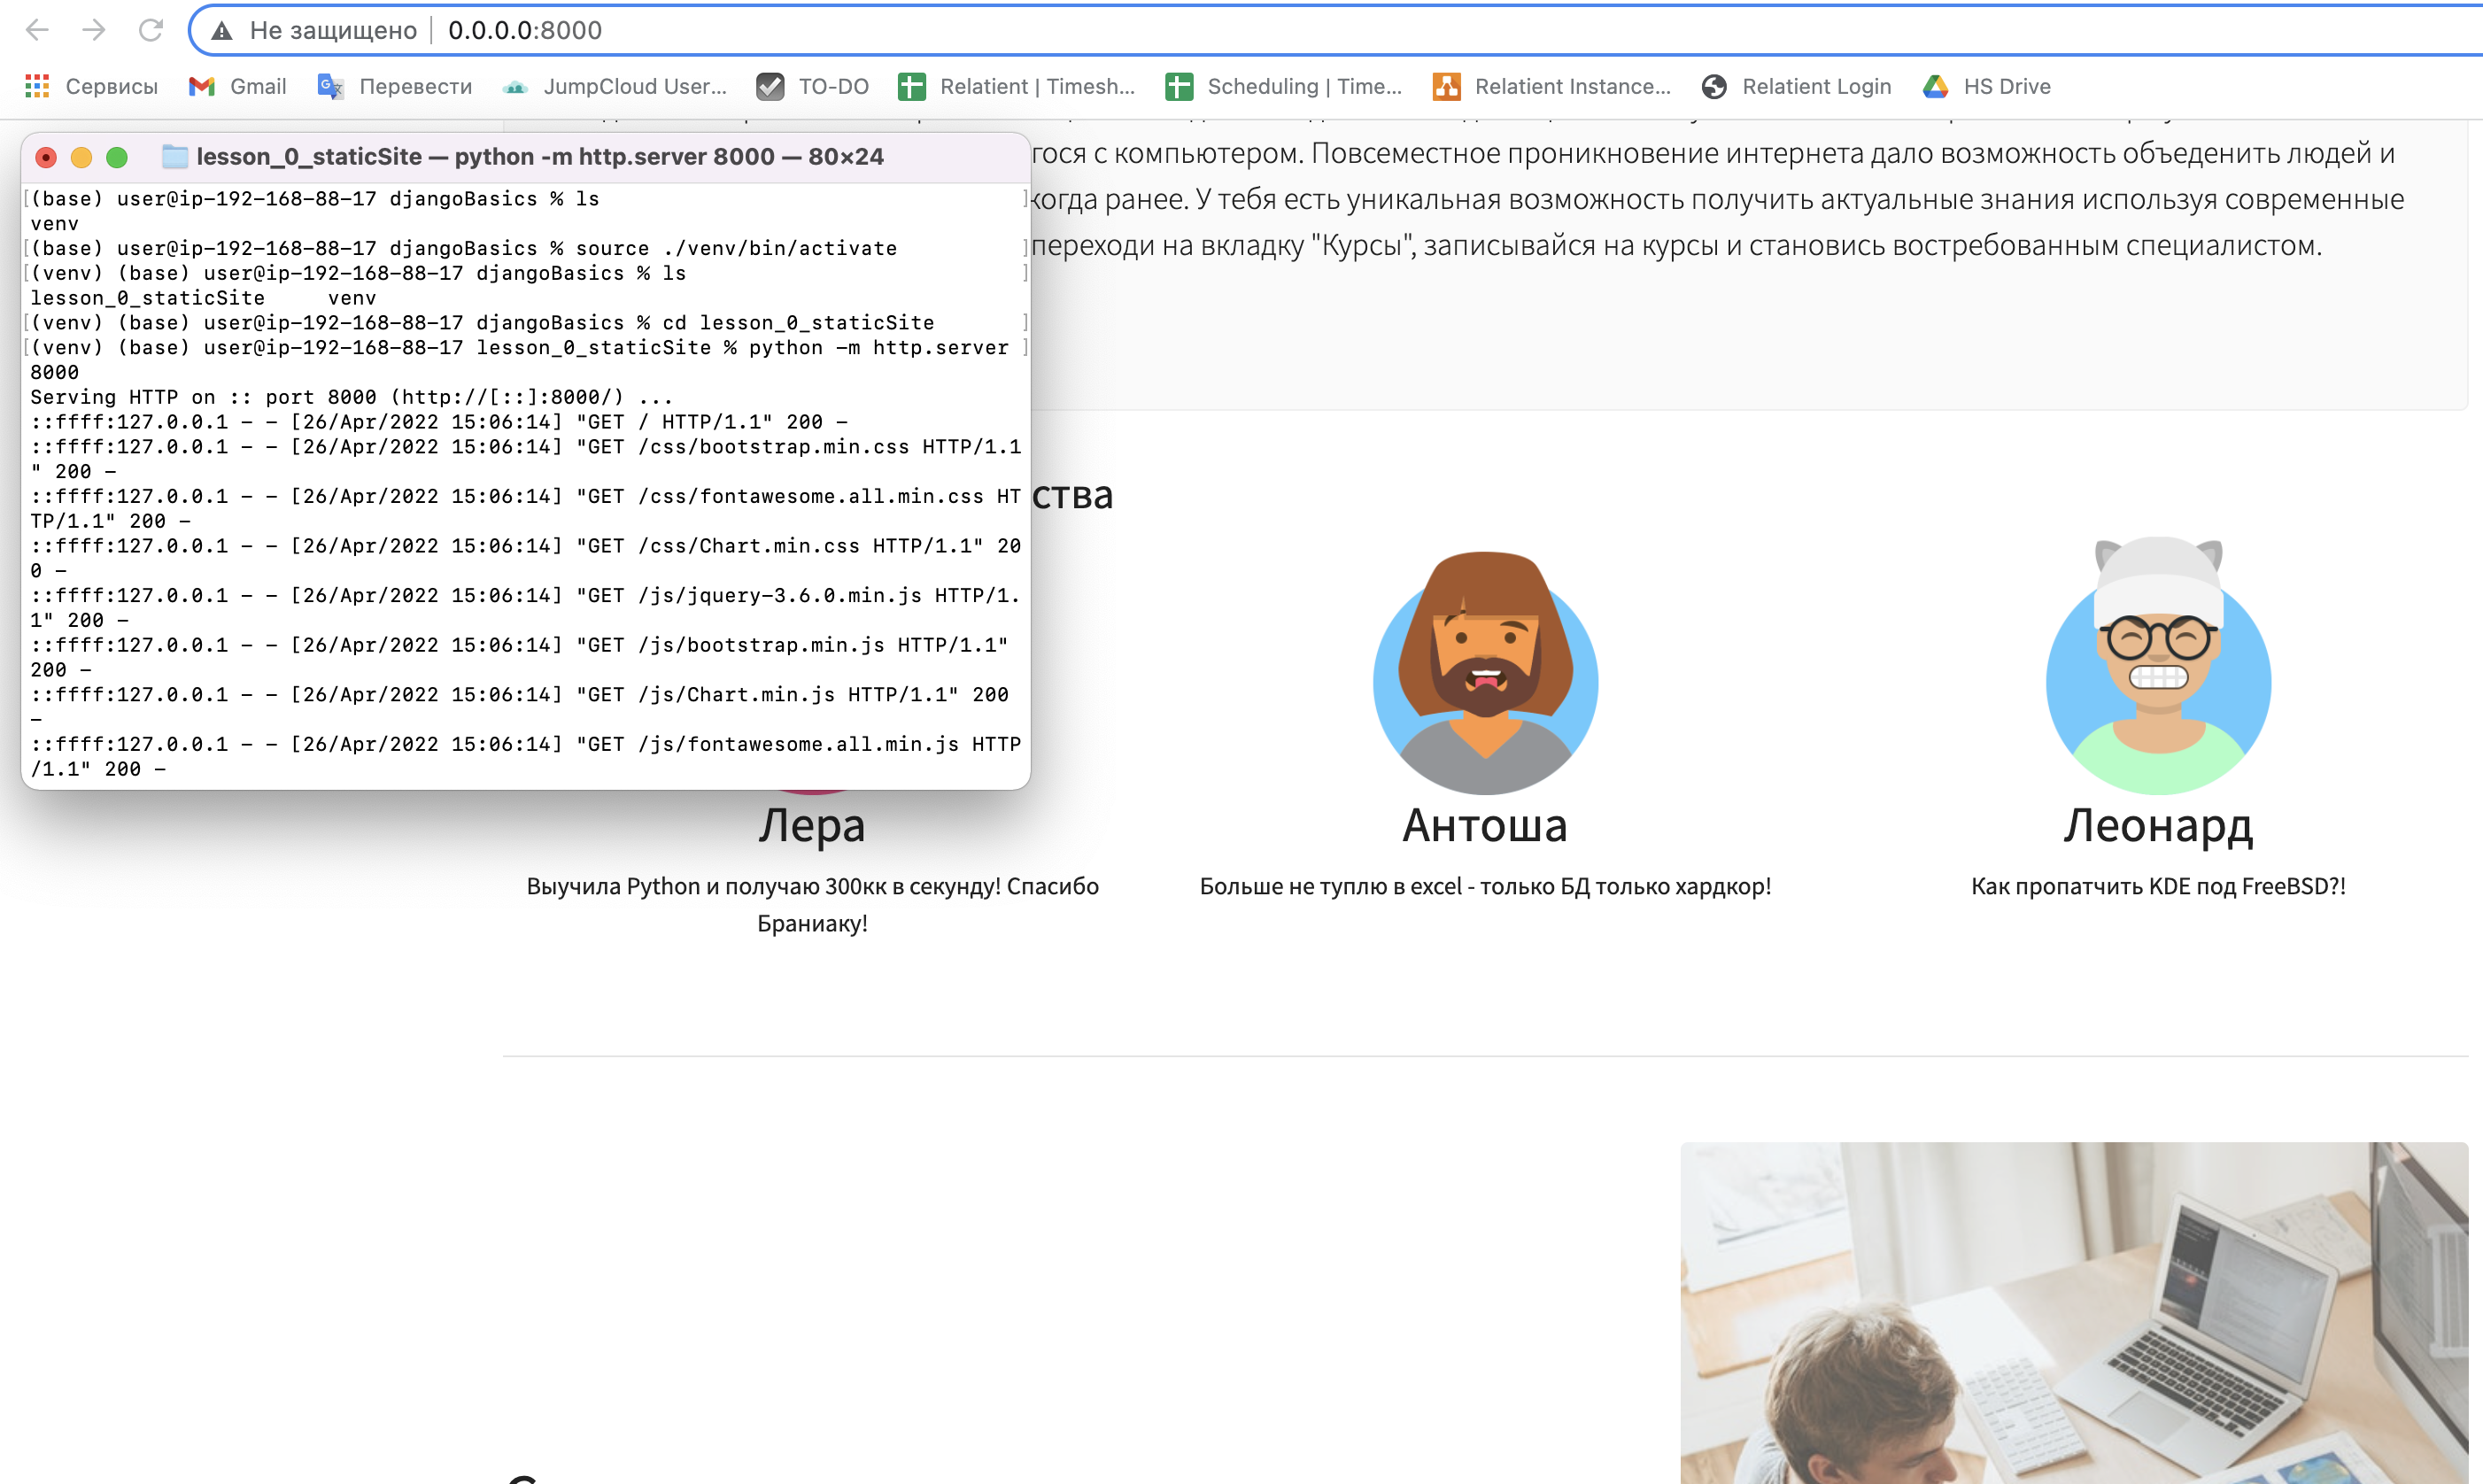 Не защищено 0.0.0.0:8000
Сервисы Gmail Перевести JumpCloud User... TO-DO Relatient | Timesh... Scheduling | Time... Relatient Instance... Relatient Login HS Drive
lesson_0_staticSite — python -m http.server 8000 — 80×24
(base) user@ip-192-168-88-17 djangoBasics % ls
venv
(base) user@ip-192-168-88-17 djangoBasics % source ./venv/bin/activate
(venv) (base) user@ip-192-168-88-17 djangoBasics % ls
lesson_0_staticSite venv
(venv) (base) user@ip-192-168-88-17 djangoBasics % cd lesson_0_staticSite
(venv) (base) user@ip-192-168-88-17 lesson_0_staticSite % python -m http.server
8000
Serving HTTP on :: port 8000 (http://[::]:8000/) ...
::ffff:127.0.0.1 - - [26/Apr/2022 15:06:14] "GET / HTTP/1.1" 200 -
::ffff:127.0.0.1 - - [26/Apr/2022 15:06:14] "GET /css/bootstrap.min.css HTTP/1.1
" 200 -
::ffff:127.0.0.1 - - [26/Apr/2022 15:06:14] "GET /css/fontawesome.all.min.css HT
TP/1.1" 200 -
::ffff:127.0.0.1 - - [26/Apr/2022 15:06:14] "GET /css/Chart.min.css HTTP/1.1" 20
0 -
::ffff:127.0.0.1 - - [26/Apr/2022 15:06:14] "GET /js/jquery-3.6.0.min.js HTTP/1.
1" 200 -
::ffff:127.0.0.1 - - [26/Apr/2022 15:06:14] "GET /js/bootstrap.min.js HTTP/1.1"
200 -
::ffff:127.0.0.1 - - [26/Apr/2022 15:06:14] "GET /js/Chart.min.js HTTP/1.1" 200
-
::ffff:127.0.0.1 - - [26/Apr/2022 15:06:14] "GET /js/fontawesome.all.min.js HTTP
/1.1" 200 -
гося с компьютером. Повсеместное проникновение интернета дало возможность объеденить людей и
когда ранее. У тебя есть уникальная возможность получить актуальные знания используя современные
переходи на вкладку "Курсы", записывайся на курсы и становись востребованным специалистом.
ства
Лера
Выучила Python и получаю 300кк в секунду! Спасибо
Браниаку!
Антоша
Больше не туплю в excel - только БД только хардкор!
Леонард
Как пропатчить KDE под FreeBSD?!